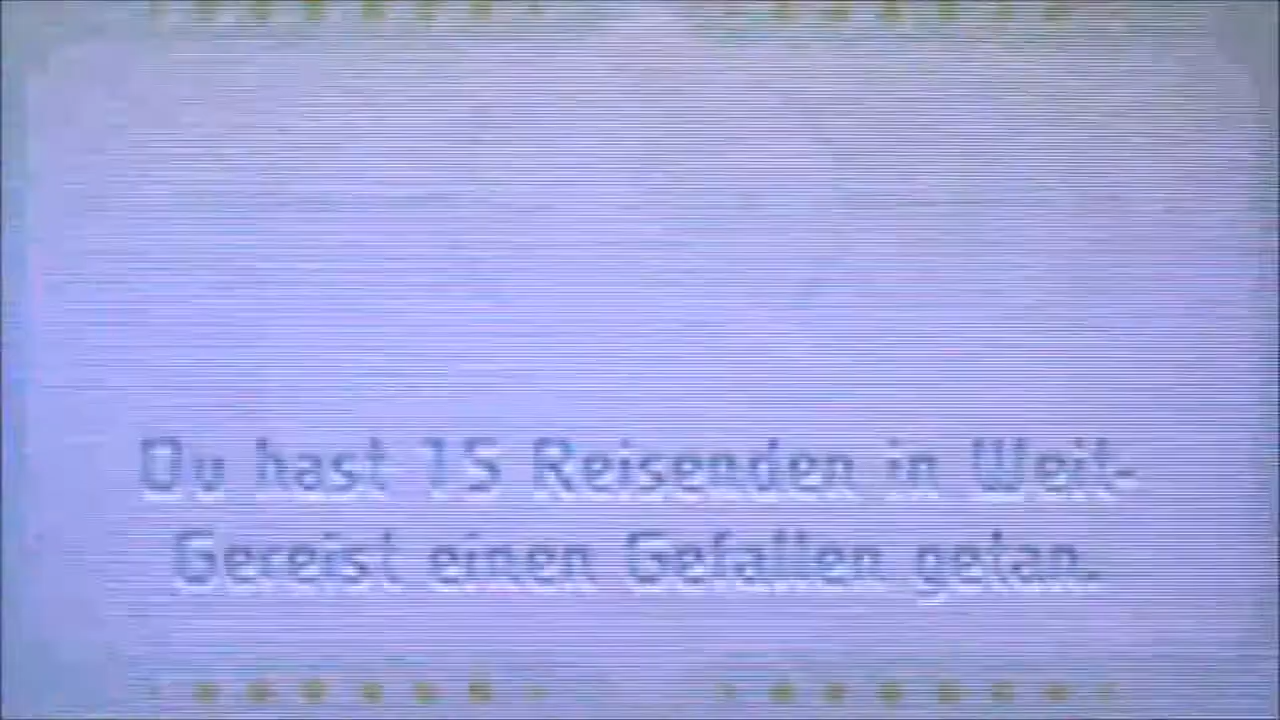 Du hast 15 Reisenden in Weit-
Gereist einen Gefallen getan.